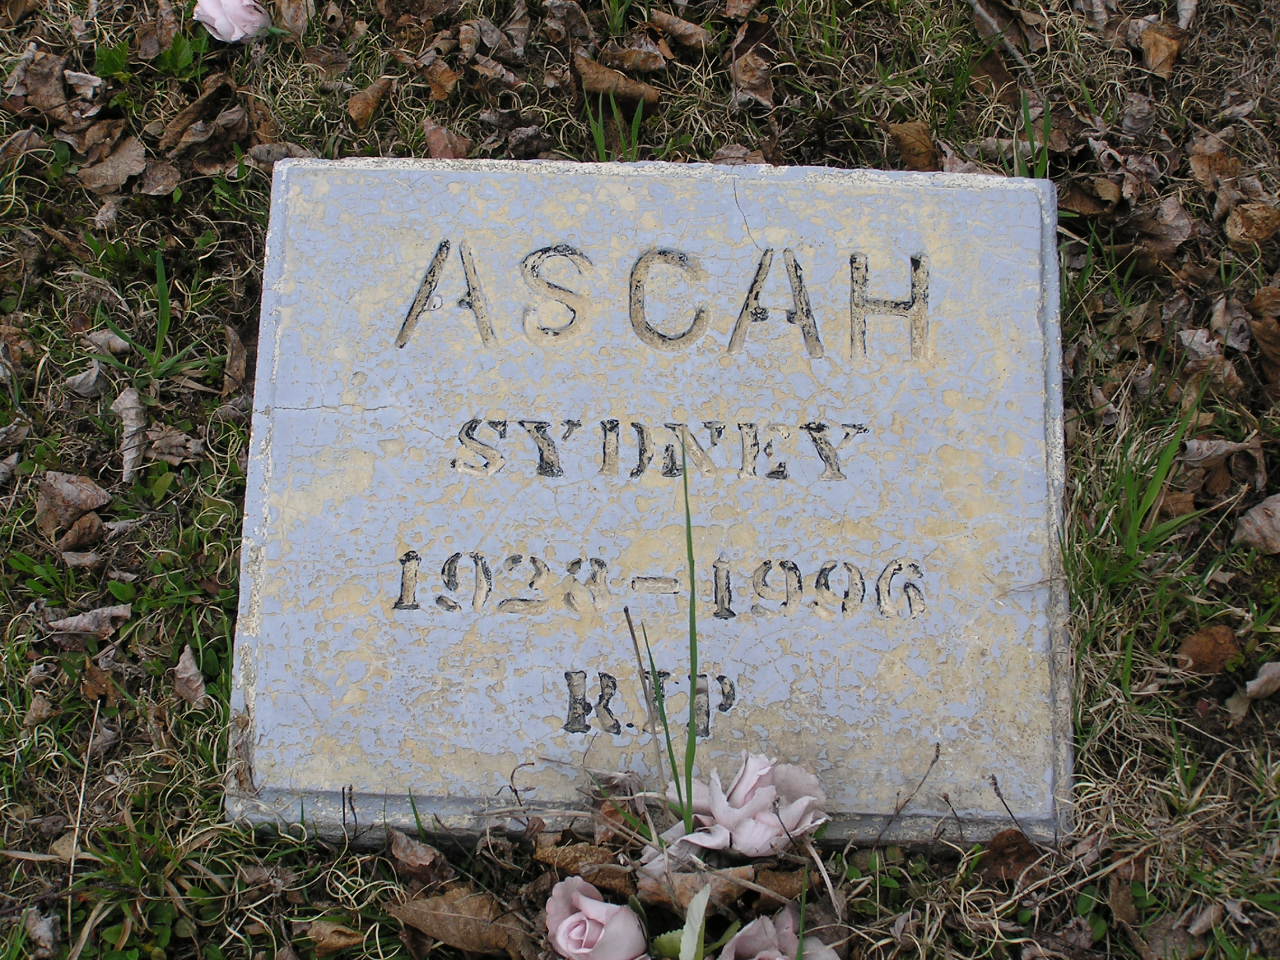 ASCAH
SYDNEY
1928-1996
R.I.P